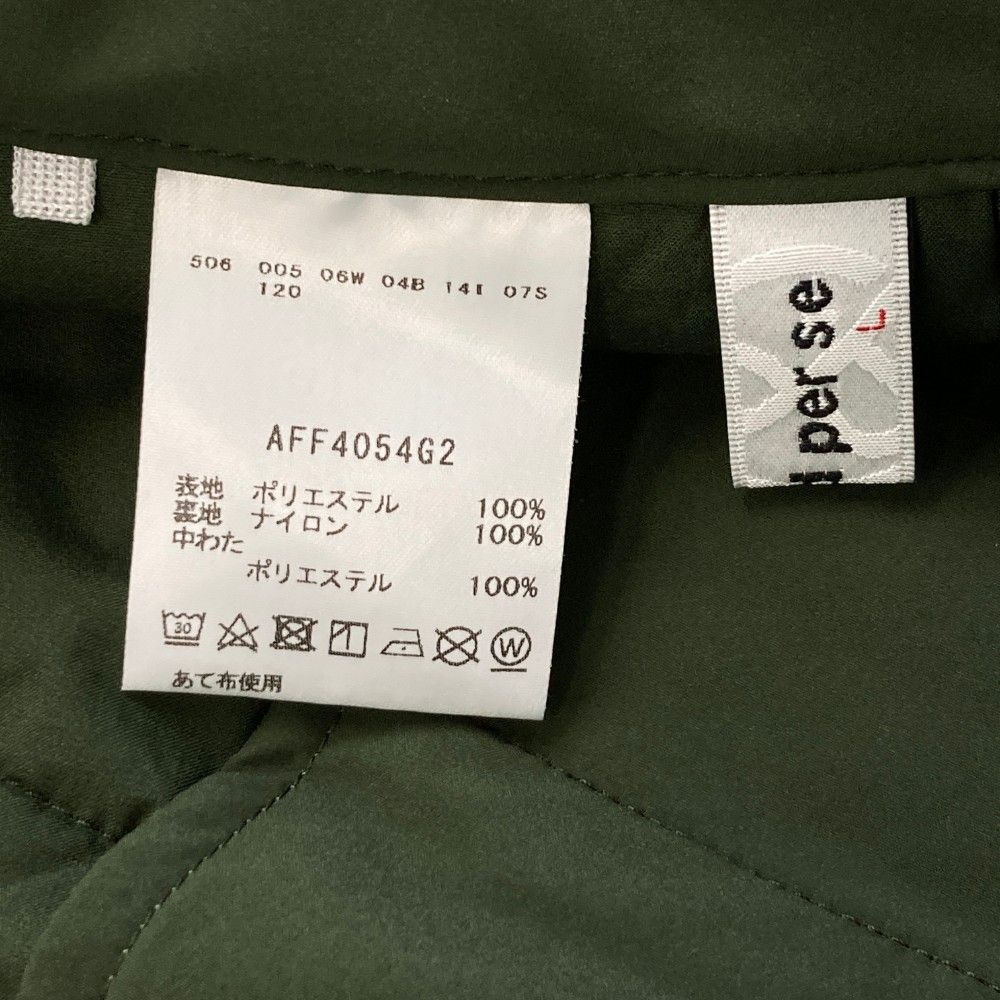 506 005 06W 04B 14I 07S
120
AFF4054G2
表地 ポリエステル 100%
裏地 ナイロン 100%
中わた
ポリエステル 100%
30 W
あて布使用
per se
L